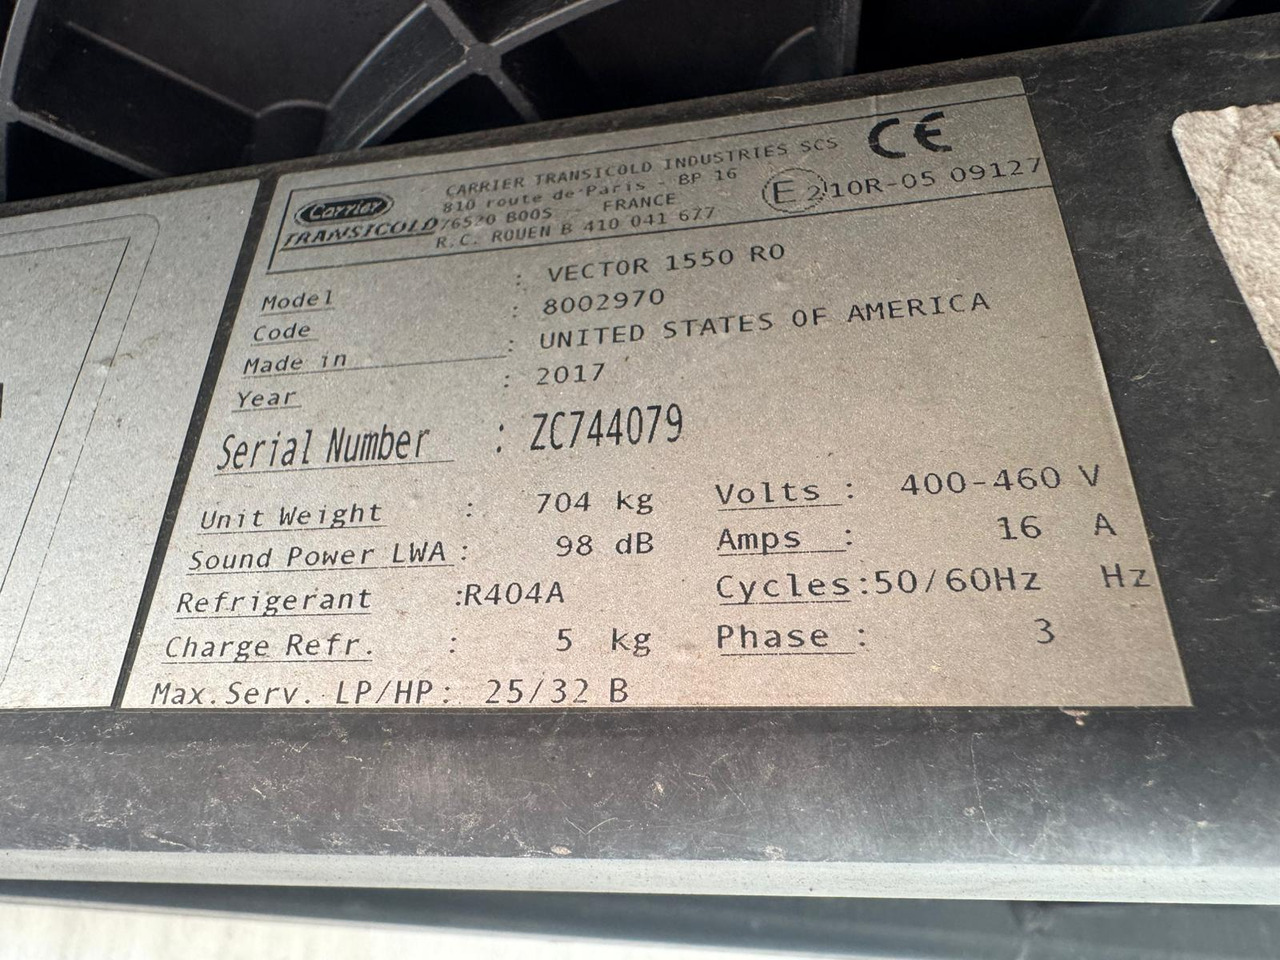 CARRIER TRANSICOLD INDUSTRIES SCS
810 route de Paris - BP 16
76520 BOOS - FRANCE
R.C. ROUEN B 410 041 677
Carrier
TRANSICOLD
CE
E 2 10R-05 09127
Model : VECTOR 1550 RO
Code : 8002970
Made in : UNITED STATES OF AMERICA
Year : 2017
Serial Number : ZC744079
Unit Weight : 704 kg Volts : 400-460 V
Sound Power LWA : 98 dB Amps : 16 A
Refrigerant :R404A Cycles :50/60Hz Hz
Charge Refr. : 5 kg Phase : 3
Max.Serv. LP/HP : 25/32 B